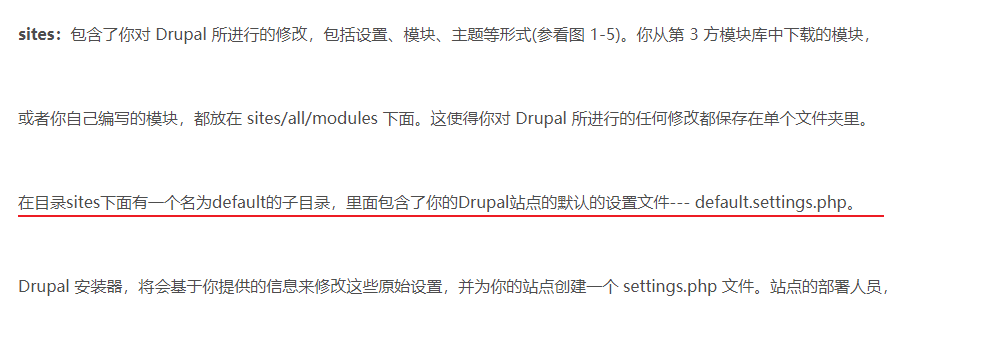 sites：包含了你对 Drupal 所进行的修改，包括设置、模块、主题等形式(参看图 1-5)。你从第 3 方模块库中下载的模块，
或者你自己编写的模块，都放在 sites/all/modules 下面。这使得你对 Drupal 所进行的任何修改都保存在单个文件夹里。
在目录sites下面有一个名为default的子目录，里面包含了你的Drupal站点的默认的设置文件--- default.settings.php。
Drupal 安装器，将会基于你提供的信息来修改这些原始设置，并为你的站点创建一个 settings.php 文件。站点的部署人员，